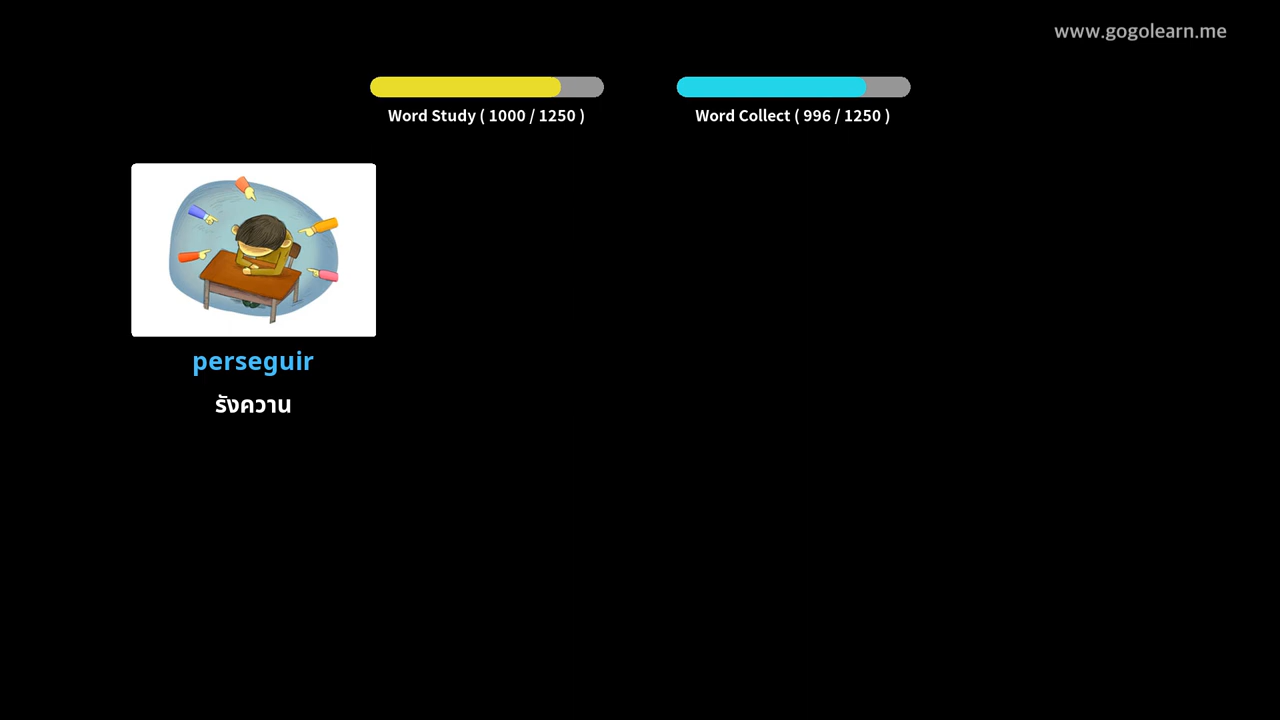 www.gogolearn.me
Word Study ( 1000 / 1250 )
Word Collect ( 996 / 1250 )
perseguir
รังควาน